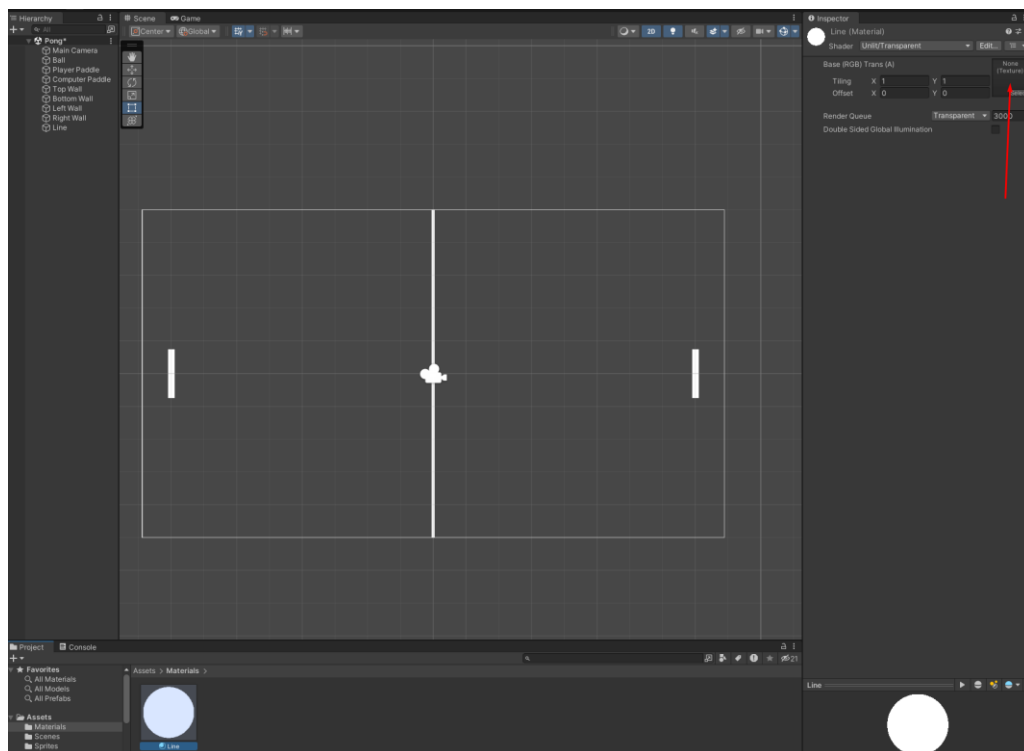 Hierarchy
All
Pong*
Main Camera
Ball
Player Paddle
Computer Paddle
Top Wall
Bottom Wall
Left Wall
Right Wall
Line
Scene
Game
Center
Global
2D
Inspector
Line (Material)
Shader Unlit/Transparent Edit...
Base (RGB) Trans (A)
None
(Texture)
Tiling X 1 Y 1
Offset X 0 Y 0
Render Queue Transparent 3000
Double Sided Global Illumination
Project
Console
21
Favorites
All Materials
All Models
All Prefabs
Assets
Materials
Scenes
Sprites
Assets > Materials >
Line
Line